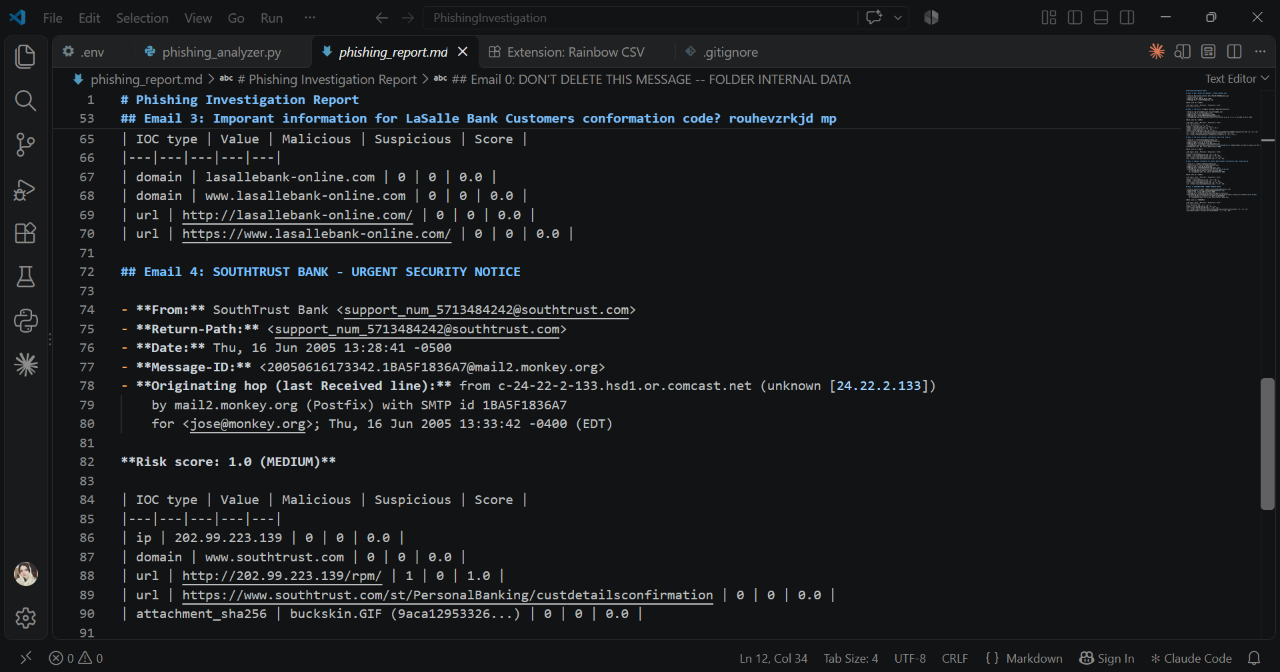 File Edit Selection View Go Run ··· PhishingInvestigation
.env phishing_analyzer.py phishing_report.md Extension: Rainbow CSV .gitignore
phishing_report.md > # Phishing Investigation Report > ## Email 0: DON'T DELETE THIS MESSAGE -- FOLDER INTERNAL DATA Text Editor
1 # Phishing Investigation Report
53 ## Email 3: Imporant information for LaSalle Bank Customers conformation code? rouhevzrkjd mp
65 | IOC type | Value | Malicious | Suspicious | Score |
66 |---|---|---|---|---|
67 | domain | lasallebank-online.com | 0 | 0 | 0.0 |
68 | domain | www.lasallebank-online.com | 0 | 0 | 0.0 |
69 | url | http://lasallebank-online.com/ | 0 | 0 | 0.0 |
70 | url | https://www.lasallebank-online.com/ | 0 | 0 | 0.0 |
71
72 ## Email 4: SOUTHTRUST BANK - URGENT SECURITY NOTICE
73
74 - **From:** SouthTrust Bank <support_num_5713484242@southtrust.com>
75 - **Return-Path:** <support_num_5713484242@southtrust.com>
76 - **Date:** Thu, 16 Jun 2005 13:28:41 -0500
77 - **Message-ID:** <20050616173342.1BA5F1836A7@mail2.monkey.org>
78 - **Originating hop (last Received line):** from c-24-22-2-133.hsd1.or.comcast.net (unknown [24.22.2.133])
79 by mail2.monkey.org (Postfix) with SMTP id 1BA5F1836A7
80 for <jose@monkey.org>; Thu, 16 Jun 2005 13:33:42 -0400 (EDT)
81
82 **Risk score: 1.0 (MEDIUM)**
83
84 | IOC type | Value | Malicious | Suspicious | Score |
85 |---|---|---|---|---|
86 | ip | 202.99.223.139 | 0 | 0 | 0.0 |
87 | domain | www.southtrust.com | 0 | 0 | 0.0 |
88 | url | http://202.99.223.139/rpm/ | 1 | 0 | 1.0 |
89 | url | https://www.southtrust.com/st/PersonalBanking/custdetailsconfirmation | 0 | 0 | 0.0 |
90 | attachment_sha256 | buckskin.GIF (9aca12953326...) | 0 | 0 | 0.0 |
91
0 0 Ln 12, Col 34 Tab Size: 4 UTF-8 CRLF {} Markdown Sign In Claude Code